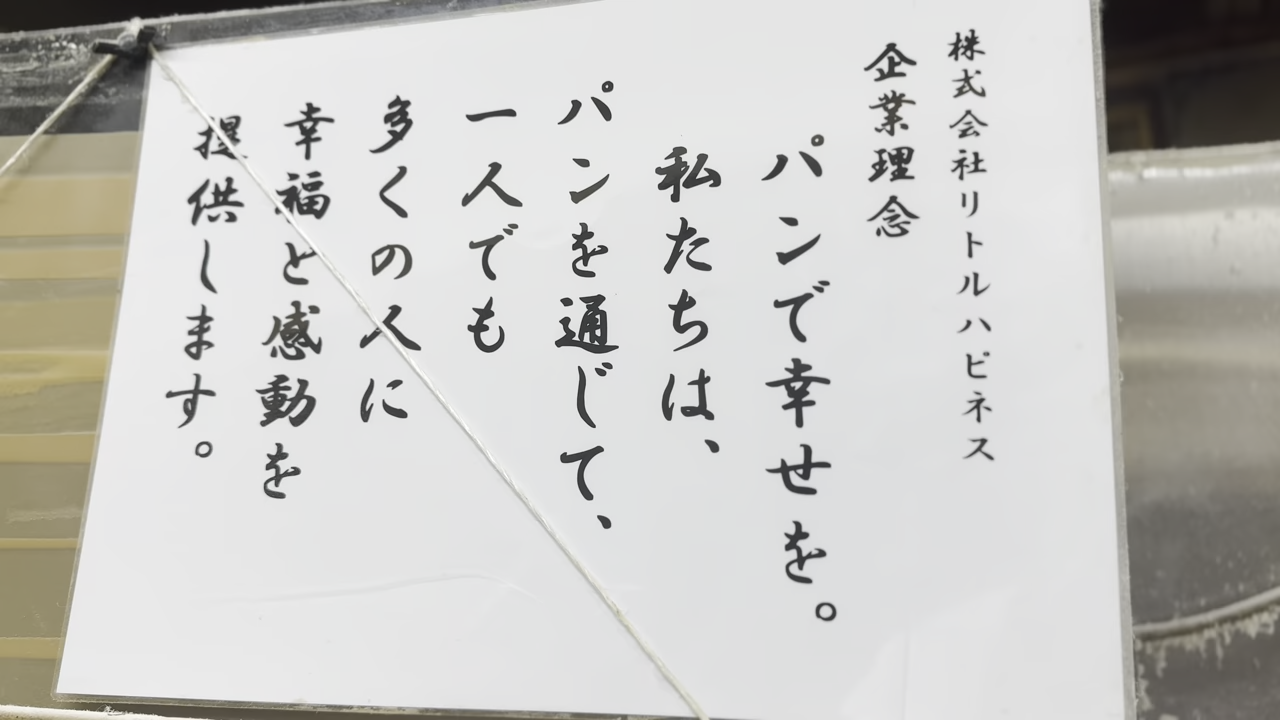 株式会社リトルハピネス
企業理念
パンで幸せを。
私たちは、
パンを通じて、
一人でも
多くの人に
幸福と感動を
提供します。